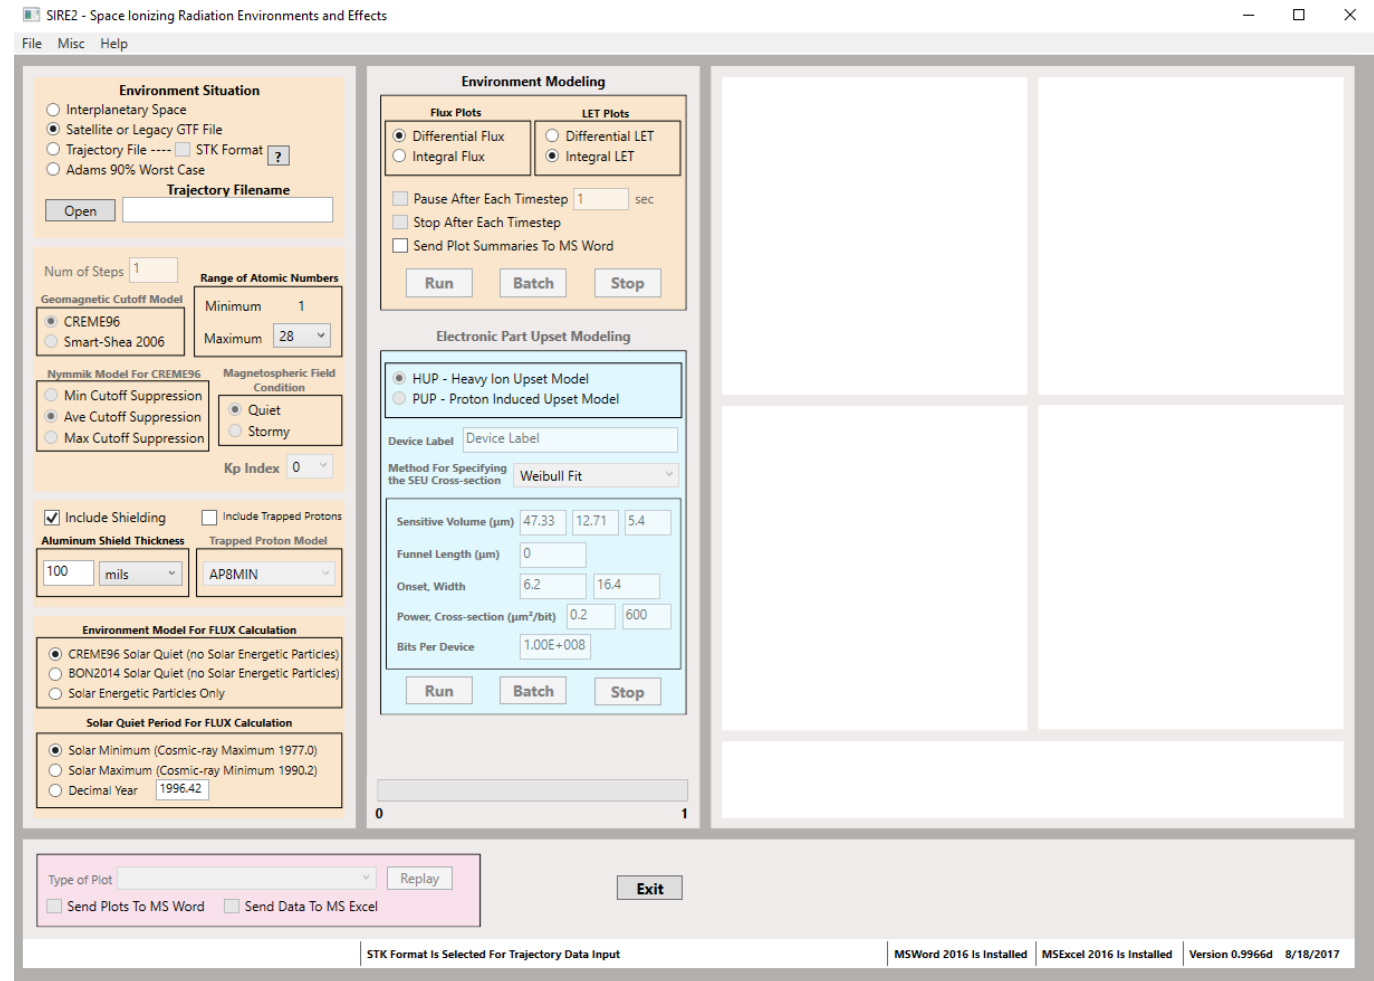 SIRE2 - Space Ionizing Radiation Environments and Effects
File Misc Help
Environment Situation
Interplanetary Space
Satellite or Legacy GTF File
Trajectory File ---- STK Format ?
Adams 90% Worst Case
Trajectory Filename
Open
Num of Steps 1
Range of Atomic Numbers
Minimum 1
Maximum 28
Geomagnetic Cutoff Model
CREME96
Smart-Shea 2006
Nymmik Model For CREME96
Min Cutoff Suppression
Ave Cutoff Suppression
Max Cutoff Suppression
Magnetospheric Field
Condition
Quiet
Stormy
Kp Index 0
Include Shielding
Include Trapped Protons
Aluminum Shield Thickness
100 mils
Trapped Proton Model
AP8MIN
Environment Model For FLUX Calculation
CREME96 Solar Quiet (no Solar Energetic Particles)
BON2014 Solar Quiet (no Solar Energetic Particles)
Solar Energetic Particles Only
Solar Quiet Period For FLUX Calculation
Solar Minimum (Cosmic-ray Maximum 1977.0)
Solar Maximum (Cosmic-ray Minimum 1990.2)
Decimal Year 1996.42
Environment Modeling
Flux Plots
Differential Flux
Integral Flux
LET Plots
Differential LET
Integral LET
Pause After Each Timestep 1 sec
Stop After Each Timestep
Send Plot Summaries To MS Word
Run Batch Stop
Electronic Part Upset Modeling
HUP - Heavy Ion Upset Model
PUP - Proton Induced Upset Model
Device Label Device Label
Method For Specifying
the SEU Cross-section
Weibull Fit
Sensitive Volume (µm) 47.33 12.71 5.4
Funnel Length (µm) 0
Onset, Width 6.2 16.4
Power, Cross-section (µm²/bit) 0.2 600
Bits Per Device 1.00E+008
Run Batch Stop
0 1
Type of Plot Replay
Send Plots To MS Word Send Data To MS Excel
Exit
STK Format Is Selected For Trajectory Data Input MSWord 2016 Is Installed MSExcel 2016 Is Installed Version 0.9966d 8/18/2017